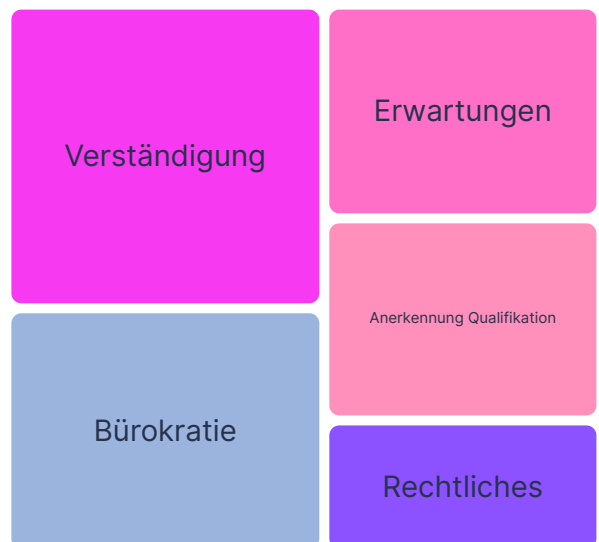 Verständigung
Erwartungen
Anerkennung Qualifikation
Bürokratie
Rechtliches